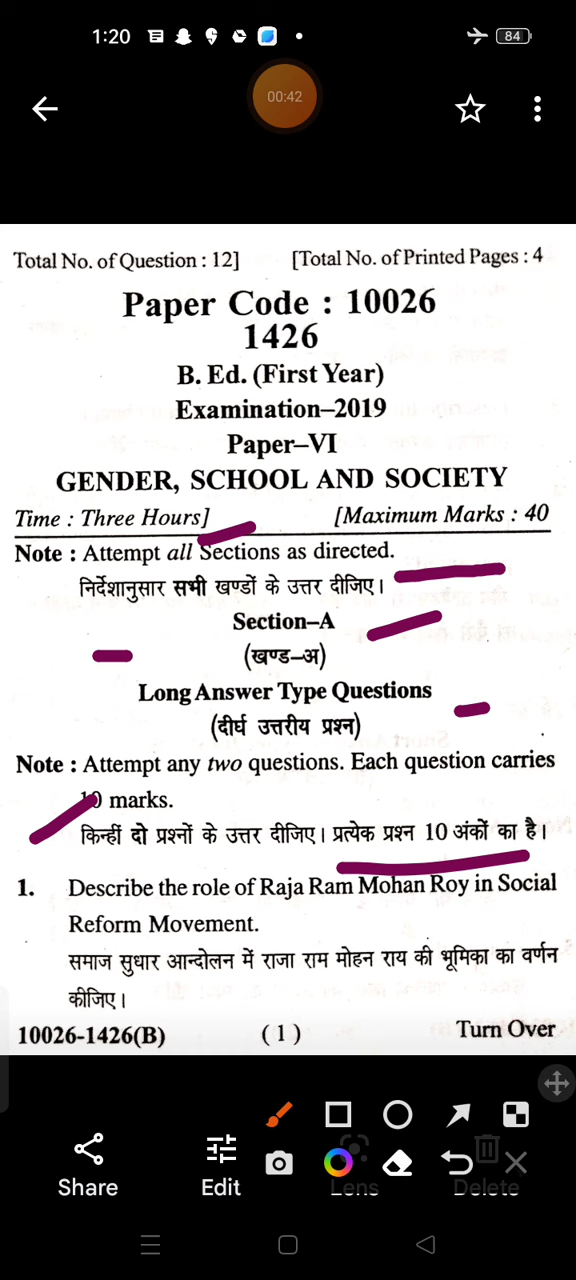 1:20
84
00:42
Total No. of Question : 12] [Total No. of Printed Pages : 4
Paper Code : 10026
1426
B. Ed. (First Year)
Examination–2019
Paper–VI
GENDER, SCHOOL AND SOCIETY
Time : Three Hours] [Maximum Marks : 40
Note : Attempt all Sections as directed.
निर्देशानुसार सभी खण्डों के उत्तर दीजिए।
Section–A
(खण्ड–अ)
Long Answer Type Questions
(दीर्घ उत्तरीय प्रश्न)
Note : Attempt any two questions. Each question carries
10 marks.
किन्हीं दो प्रश्नों के उत्तर दीजिए। प्रत्येक प्रश्न 10 अंकों का है।
1. Describe the role of Raja Ram Mohan Roy in Social
Reform Movement.
समाज सुधार आन्दोलन में राजा राम मोहन राय की भूमिका का वर्णन
कीजिए।
10026-1426(B) ( 1 ) Turn Over
Share Edit Lens Delete